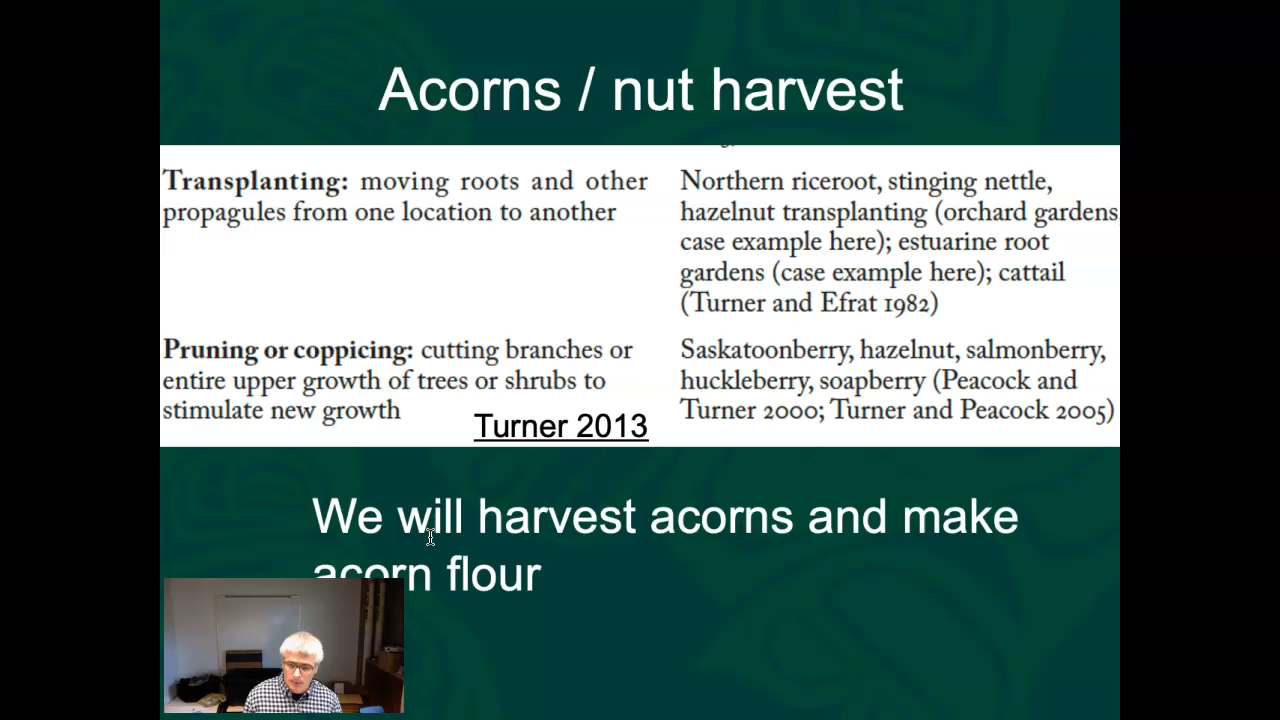 Acorns / nut harvest
Transplanting: moving roots and other
propagules from one location to another
Northern riceroot, stinging nettle,
hazelnut transplanting (orchard gardens
case example here); estuarine root
gardens (case example here); cattail
(Turner and Efrat 1982)
Pruning or coppicing: cutting branches or
entire upper growth of trees or shrubs to
stimulate new growth
Turner 2013
Saskatoonberry, hazelnut, salmonberry,
huckleberry, soapberry (Peacock and
Turner 2000; Turner and Peacock 2005)
We will harvest acorns and make
acorn flour